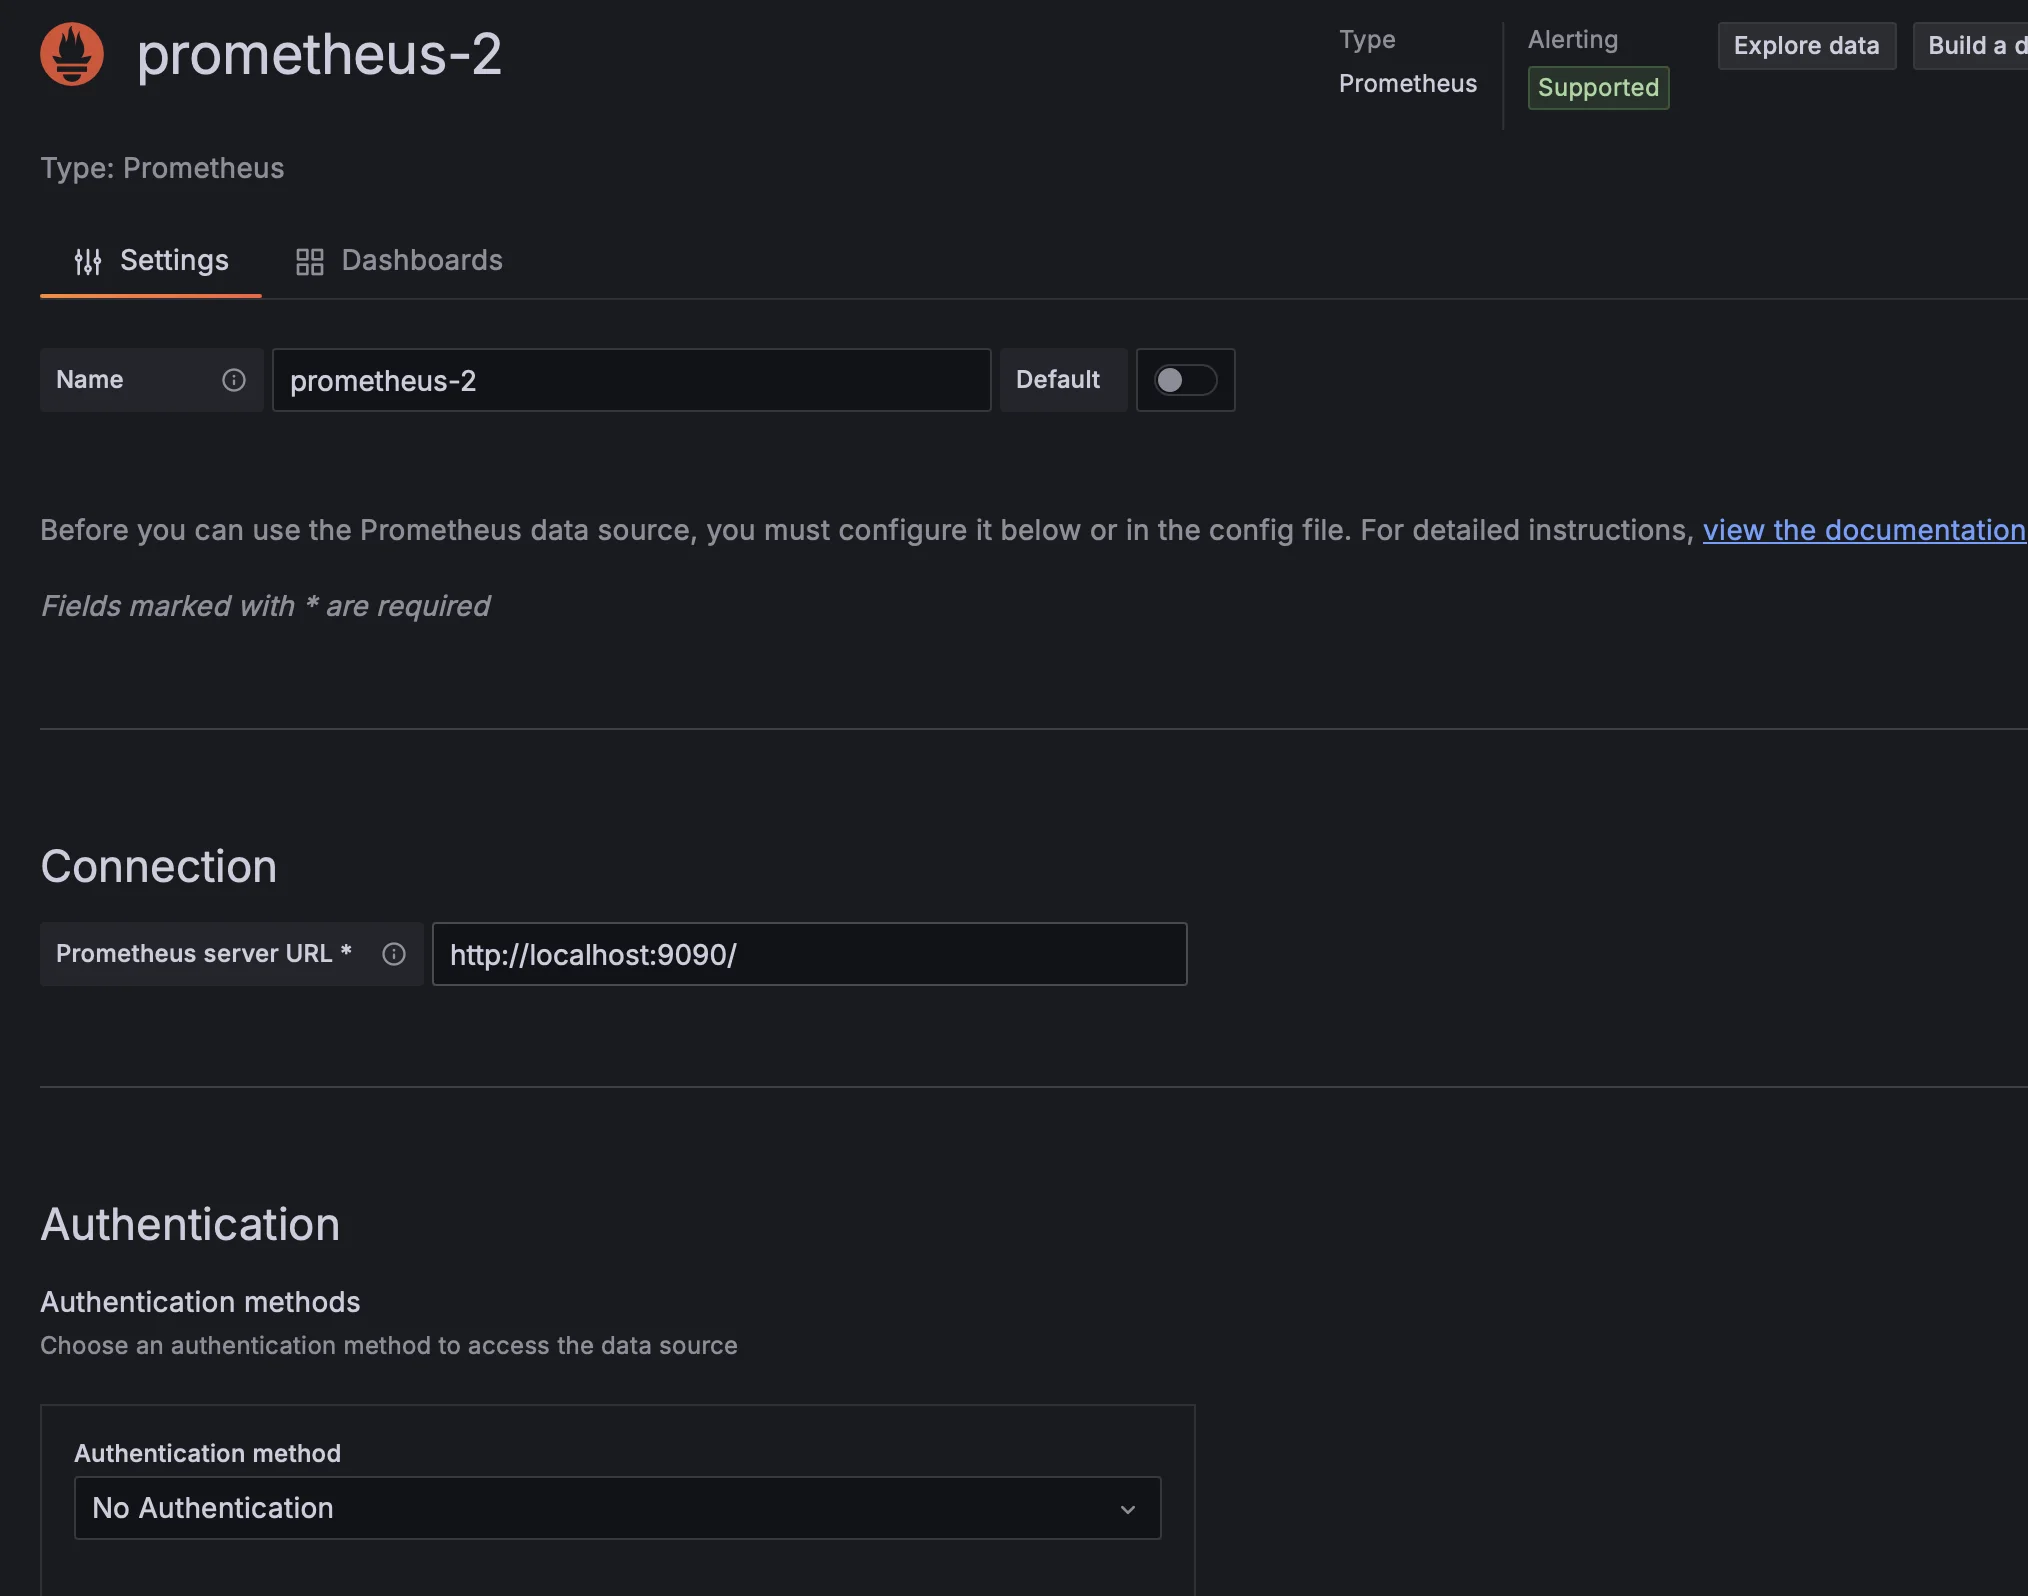 prometheus-2
Type
Prometheus
Alerting
Supported
Explore data
Build a d
Type: Prometheus
Settings
Dashboards
Name
prometheus-2
Default
Before you can use the Prometheus data source, you must configure it below or in the config file. For detailed instructions, view the documentation
Fields marked with * are required
Connection
Prometheus server URL *
http://localhost:9090/
Authentication
Authentication methods
Choose an authentication method to access the data source
Authentication method
No Authentication